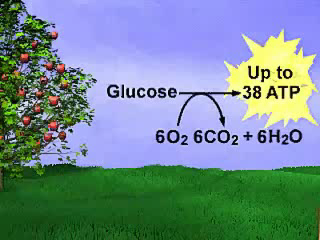 Up to
Glucose 38 ATP
6O₂ 6CO₂ + 6H₂O